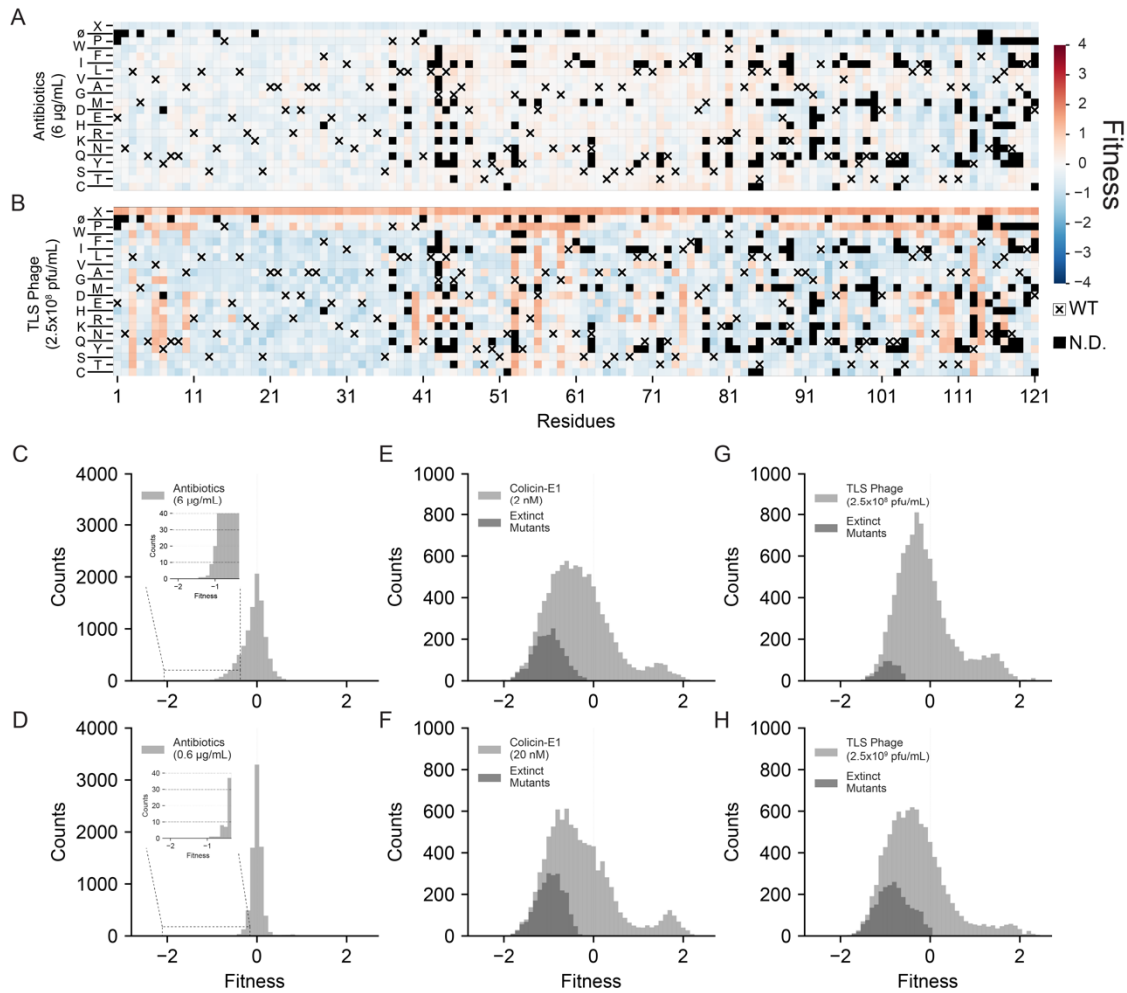 A
X
ø
P
W
F
I
L
V
A
G
M
D
E
H
R
K
N
Q
Y
S
T
C
Antibiotics
(6 µg/mL)
B
X
ø
P
W
F
I
L
V
A
G
M
D
E
H
R
K
N
Q
Y
S
T
C
TLS Phage
(2.5x10⁸ pfu/mL)
1 11 21 31 41 51 61 71 81 91 101 111 121
Residues
4
3
2
1
0
−1
−2
−3
−4
Fitness
WT
N.D.
C
4000
3000
2000
1000
0
Counts
Antibiotics
(6 µg/mL)
40
30
20
10
0
Counts
−2 −1
Fitness
−2 0 2
E
1000
800
600
400
200
0
Counts
Colicin-E1
(2 nM)
Extinct
Mutants
−2 0 2
G
1000
800
600
400
200
0
Counts
TLS Phage
(2.5x10⁸ pfu/mL)
Extinct
Mutants
−2 0 2
D
4000
3000
2000
1000
0
Counts
Antibiotics
(0.6 µg/mL)
40
30
20
10
0
Counts
−2 −1
Fitness
−2 0 2
Fitness
F
1000
800
600
400
200
0
Counts
Colicin-E1
(20 nM)
Extinct
Mutants
−2 0 2
Fitness
H
1000
800
600
400
200
0
Counts
TLS Phage
(2.5x10⁹ pfu/mL)
Extinct
Mutants
−2 0 2
Fitness